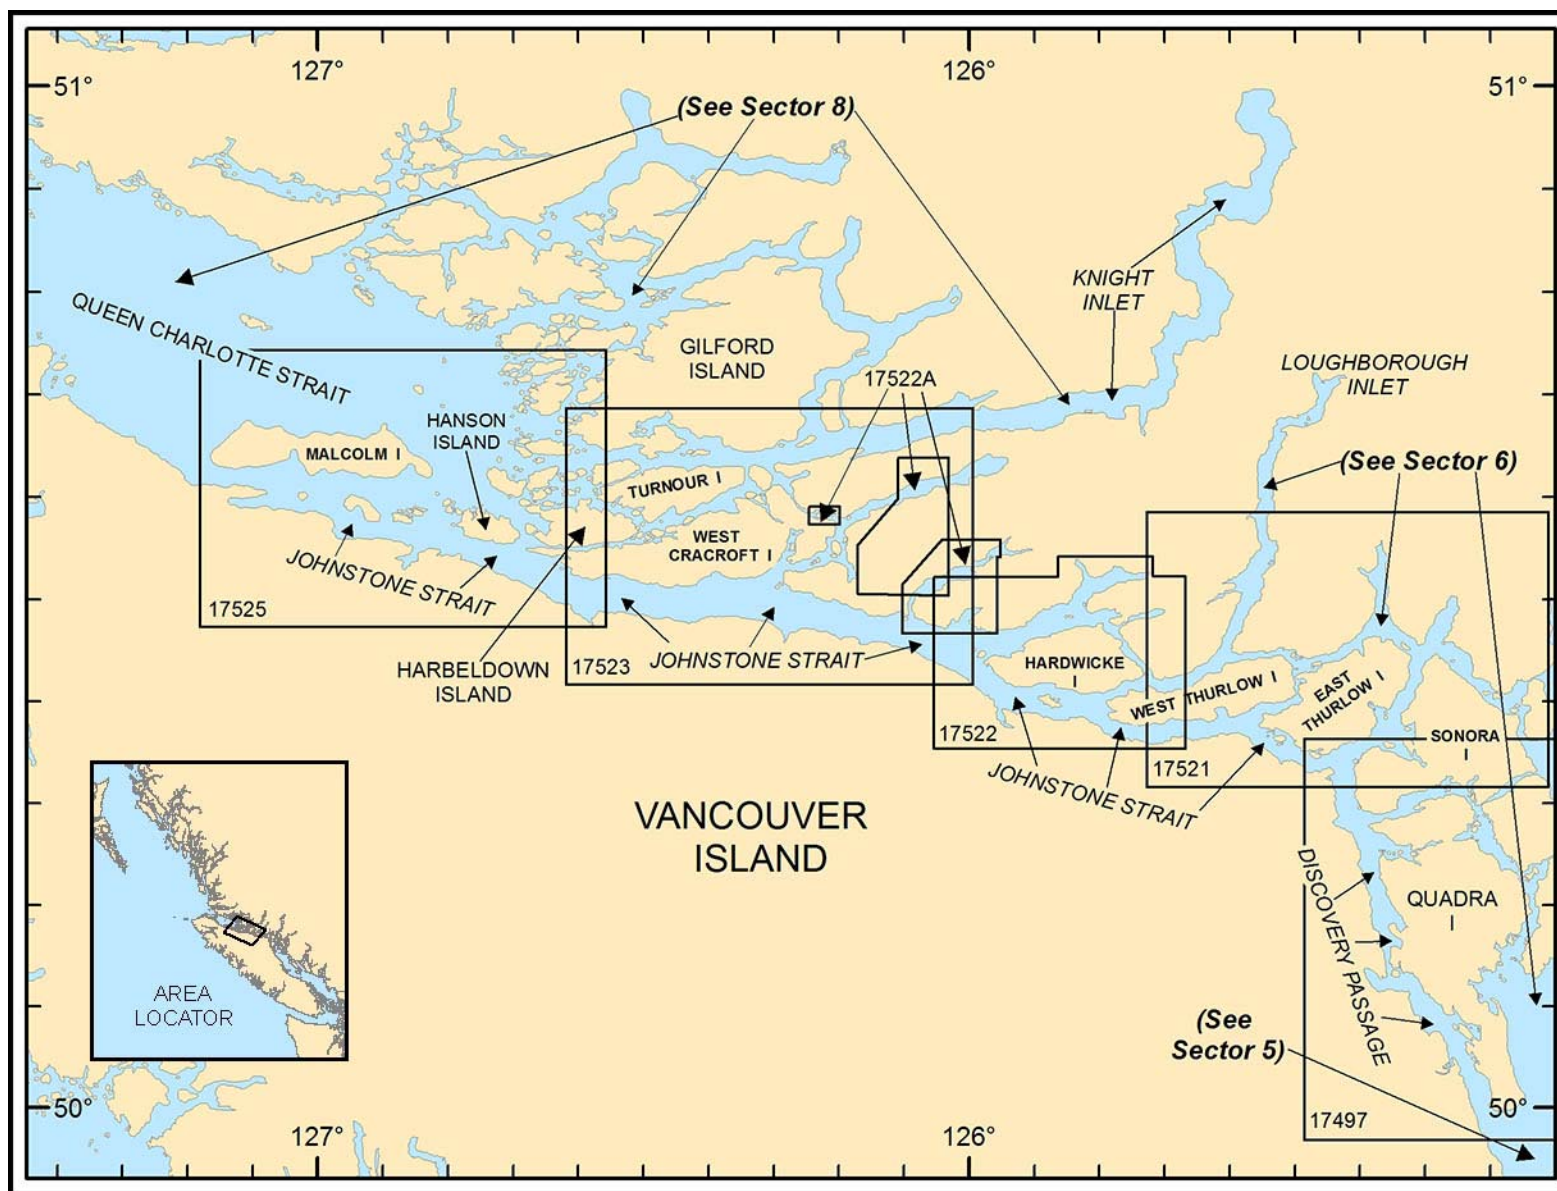 127°
126°
51°
51°
(See Sector 8)
KNIGHT
INLET
QUEEN CHARLOTTE STRAIT
GILFORD
ISLAND
LOUGHBOROUGH
INLET
17522A
HANSON
ISLAND
MALCOLM I
(See Sector 6)
TURNOUR I
WEST
CRACROFT I
JOHNSTONE STRAIT
17525
HARBELDOWN
ISLAND
17523
JOHNSTONE STRAIT
HARDWICKE
I
WEST THURLOW I
EAST
THURLOW I
17522
SONORA
I
17521
JOHNSTONE STRAIT
VANCOUVER
ISLAND
DISCOVERY PASSAGE
QUADRA
I
AREA
LOCATOR
(See
Sector 5)
50°
50°
17497
127°
126°